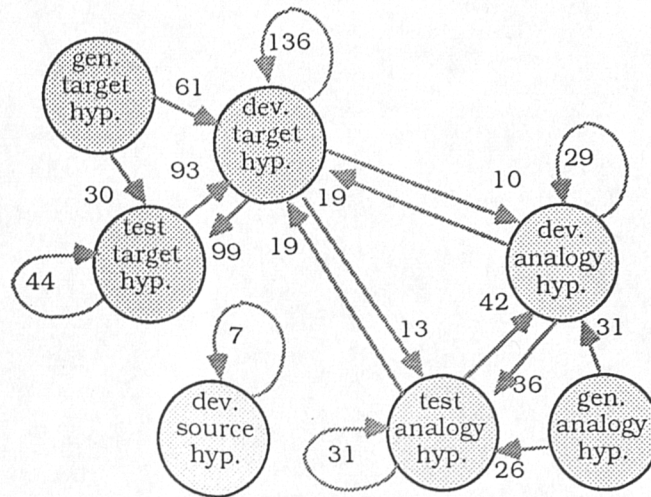 136
gen.
target
hyp.
61
dev.
target
hyp.
29
30
93
10
19
test
target
hyp.
99
19
dev.
analogy
hyp.
44
42
7
13
31
36
dev.
source
hyp.
test
analogy
hyp.
gen.
analogy
hyp.
31
26